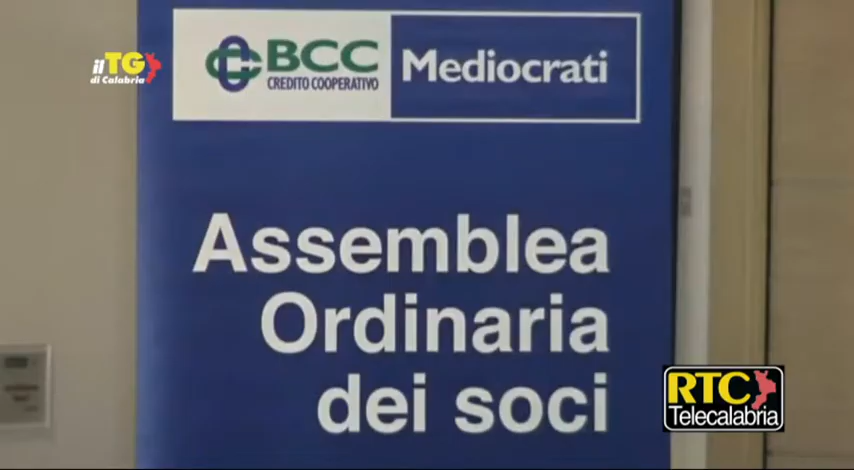 il TG
di Calabria
BCC
CREDITO COOPERATIVO
Mediocrati
Assemblea
Ordinaria
dei soci
RTC
Telecalabria